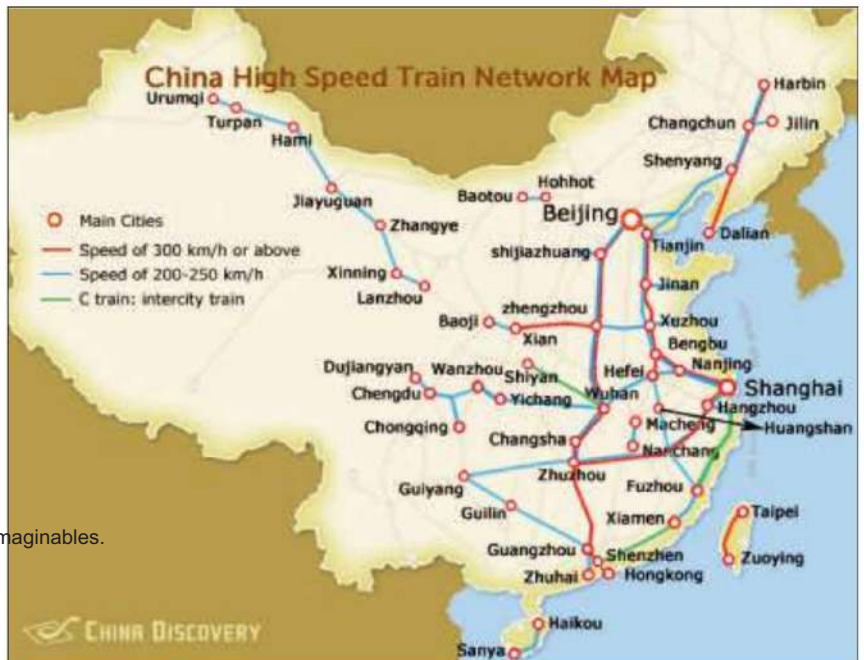 China High Speed Train Network Map
Harbin
Urumqi
Turpan
Changchun
Jilin
Hami
Shenyang
Jiayuguan
Baotou
Hohhot
Beijing
Main Cities
Zhangye
Tianjin
Dalian
Speed of 300 km/h or above
shijiazhuang
Speed of 200-250 km/h
Xinning
Jinan
C train: intercity train
Lanzhou
zhengzhou
Baoji
Xian
Xuzhou
Bengbu
Dujiangyan
Wanzhou
Shiyan
Hefei
Nanjing
Chengdu
Yichang
Wuhan
Shanghai
Hangzhou
Macheng
Huangshan
Chongqing
Changsha
Nanchang
Zhuzhou
Guiyang
Fuzhou
Guilin
Xiamen
Taipei
maginables.
Guangzhou
Shenzhen
Zuoying
Zhuhai
Hongkong
Haikou
CHINA DISCOVERY
Sanya